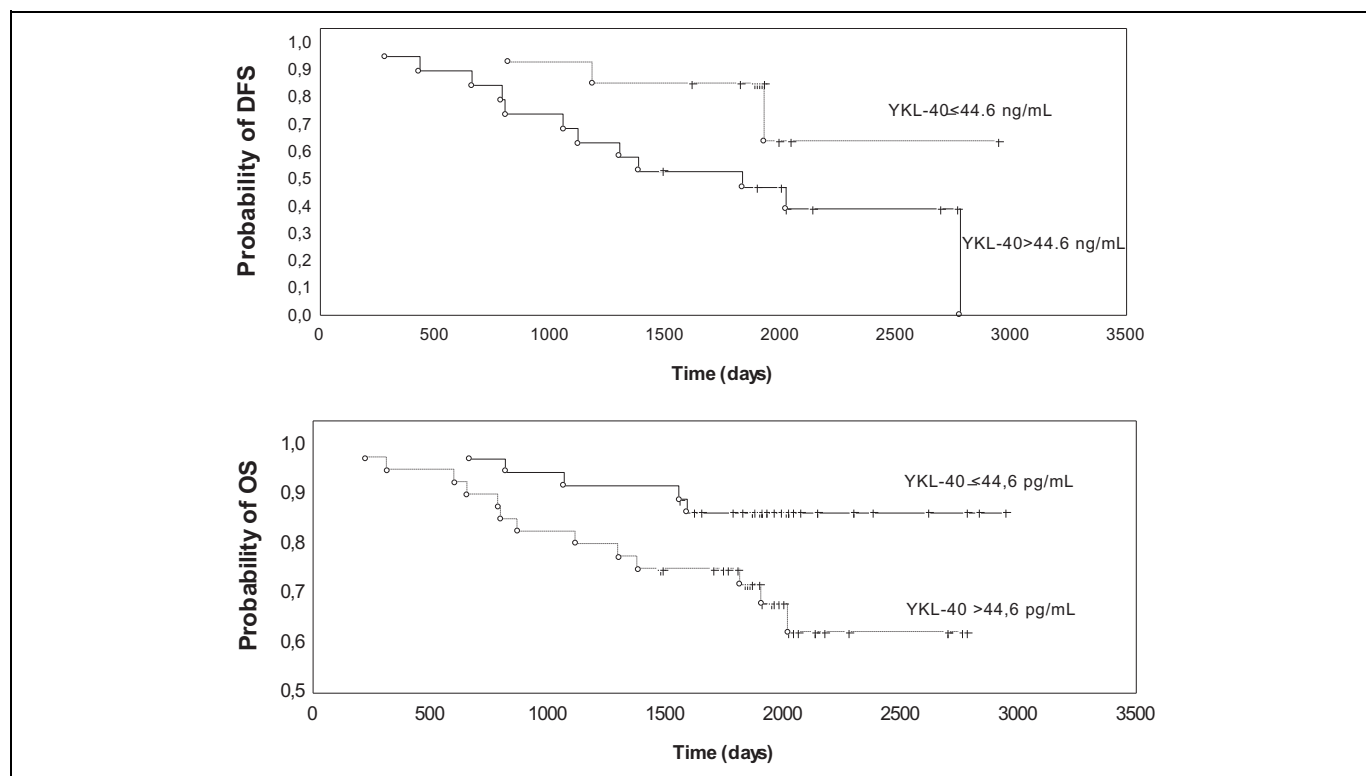 Probability of DFS
1,0
0,9
0,8
0,7
0,6
0,5
0,4
0,3
0,2
0,1
0,0
YKL-40≤44.6 ng/mL
YKL-40>44.6 ng/mL
0 500 1000 1500 2000 2500 3000 3500
Time (days)
Probability of OS
1,0
0,9
0,8
0,7
0,6
0,5
YKL-40 ≤44,6 pg/mL
YKL-40 >44,6 pg/mL
0 500 1000 1500 2000 2500 3000 3500
Time (days)